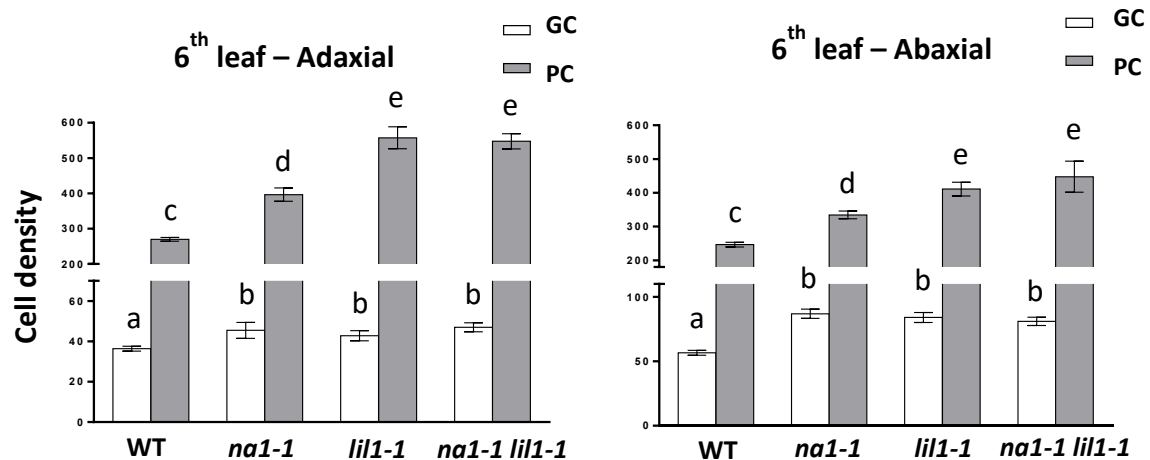 6th leaf – Adaxial
GC
PC
Cell density
600
500
400
300
200
60
40
20
0
a
c
b
d
b
e
b
e
WT
na1-1
lil1-1
na1-1 lil1-1
6th leaf – Abaxial
GC
PC
600
500
400
300
200
100
50
0
a
c
b
d
b
e
b
e
WT
na1-1
lil1-1
na1-1 lil1-1